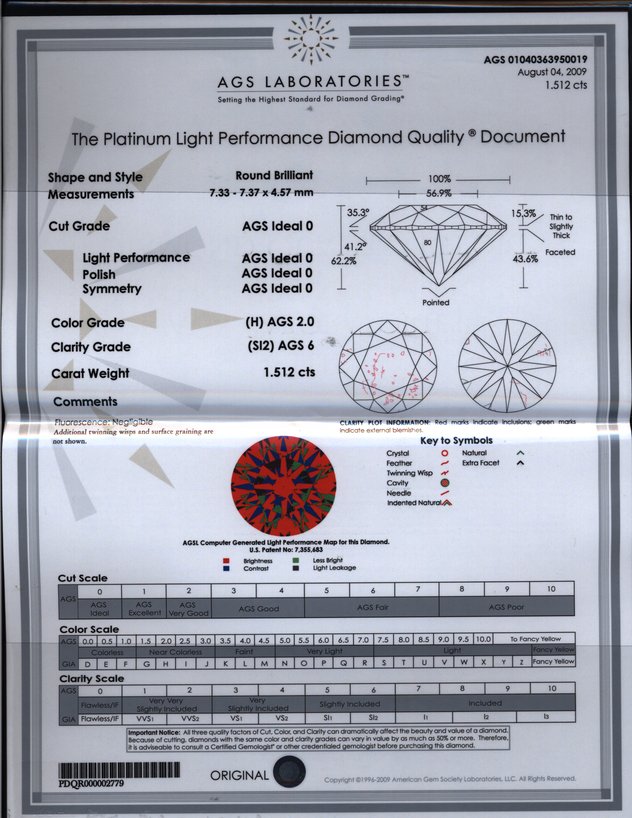 AGS 01040363950019
August 04, 2009
1.512 cts
AGS LABORATORIES™
Setting the Highest Standard for Diamond Grading®
The Platinum Light Performance Diamond Quality ® Document
Shape and Style Round Brilliant
Measurements 7.33 - 7.37 x 4.57 mm
Cut Grade AGS Ideal 0
Light Performance AGS Ideal 0
Polish AGS Ideal 0
Symmetry AGS Ideal 0
Color Grade (H) AGS 2.0
Clarity Grade (SI2) AGS 6
Carat Weight 1.512 cts
Comments
Fluorescence: Negligible
Additional twinning wisps and surface graining are
not shown.
100%
56.9%
35.3°
15.3%
Thin to
Slightly
Thick
54
80
41.2°
62.2%
43.6%
Faceted
Pointed
CLARITY PLOT INFORMATION: Red marks indicate inclusions; green marks
indicate external blemishes.
Key to Symbols
Crystal
Feather
Twinning Wisp
Cavity
Needle
Indented Natural
Natural
Extra Facet
AGSL Computer Generated Light Performance Map for this Diamond.
U.S. Patent No: 7,355,683
Brightness Less Bright
Contrast Light Leakage
Cut Scale
AGS 0 1 2 3 4 5 6 7 8 9 10
AGS Ideal AGS Excellent AGS Very Good AGS Good AGS Fair AGS Poor
Color Scale
AGS 0.0 0.5 1.0 1.5 2.0 2.5 3.0 3.5 4.0 4.5 5.0 5.5 6.0 6.5 7.0 7.5 8.0 8.5 9.0 9.5 10.0 To Fancy Yellow
Colorless Near Colorless Faint Very Light Light Fancy Yellow
GIA D E F G H I J K L M N O P Q R S T U V W X Y Z Fancy Yellow
Clarity Scale
AGS 0 1 2 3 4 5 6 7 8 9 10
Flawless/IF Very Very Slightly Included Very Slightly Included Slightly Included Included
GIA Flawless/IF VVS1 VVS2 VS1 VS2 SI1 SI2 I1 I2 I3
Important Notice: All three quality factors of Cut, Color, and Clarity can dramatically affect the beauty and value of a diamond.
Because of cutting, diamonds with the same color and clarity grades can vary in value by as much as 50% or more. Therefore,
it is adviseable to consult a Certified Gemologist® or other credentialed gemologist before purchasing this diamond.
PDQR000002779
ORIGINAL
Copyright ©1996-2009 American Gem Society Laboratories, LLC. All Rights Reserved.